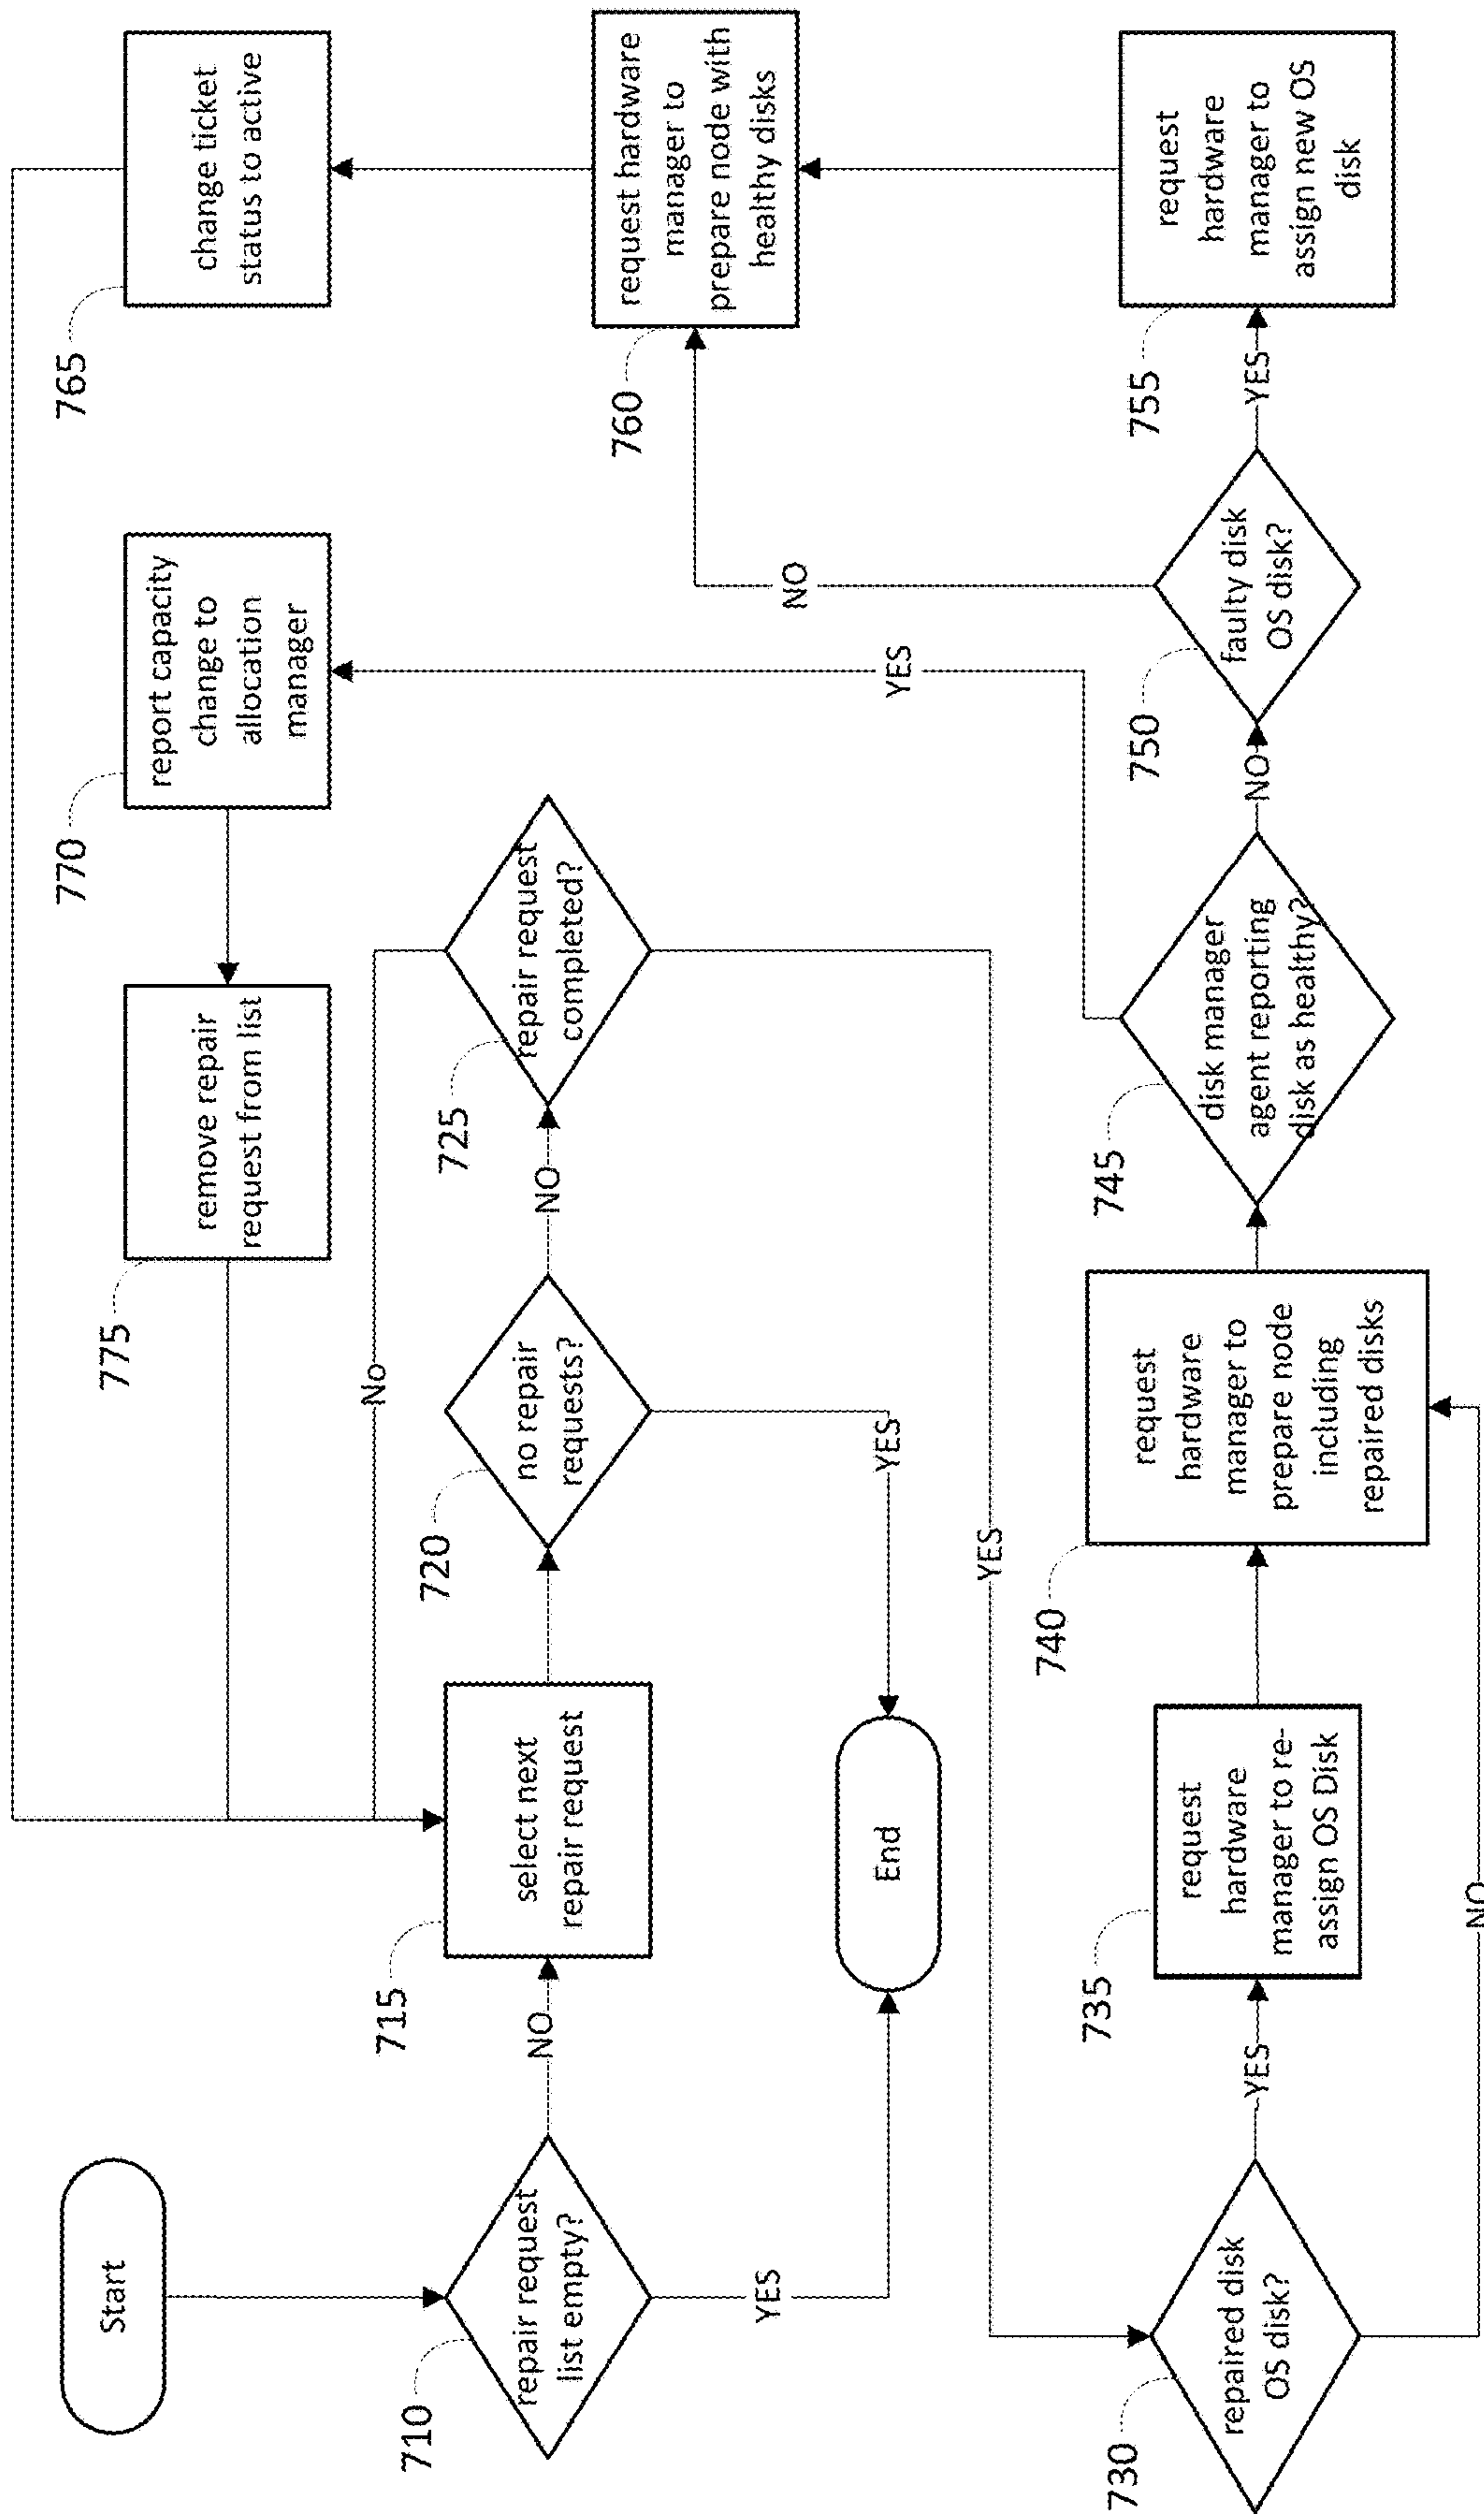 Start
710
repair request
list empty?
NO
YES
715
select next
repair request
720
no repair
requests?
NO
YES
End
725
repair request
completed?
No
YES
775
remove repair
request from list
770
report capacity
change to
allocation
manager
765
change ticket
status to active
730
repaired disk
OS disk?
YES
NO
735
request
hardware
manager to re-
assign OS Disk
740
request
hardware
manager to
prepare node
including
repaired disks
745
disk manager
agent reporting
disk as healthy?
YES
NO
750
faulty disk
OS disk?
NO
YES
755
request
hardware
manager to
assign new OS
disk
760
request hardware
manager to
prepare node with
healthy disks